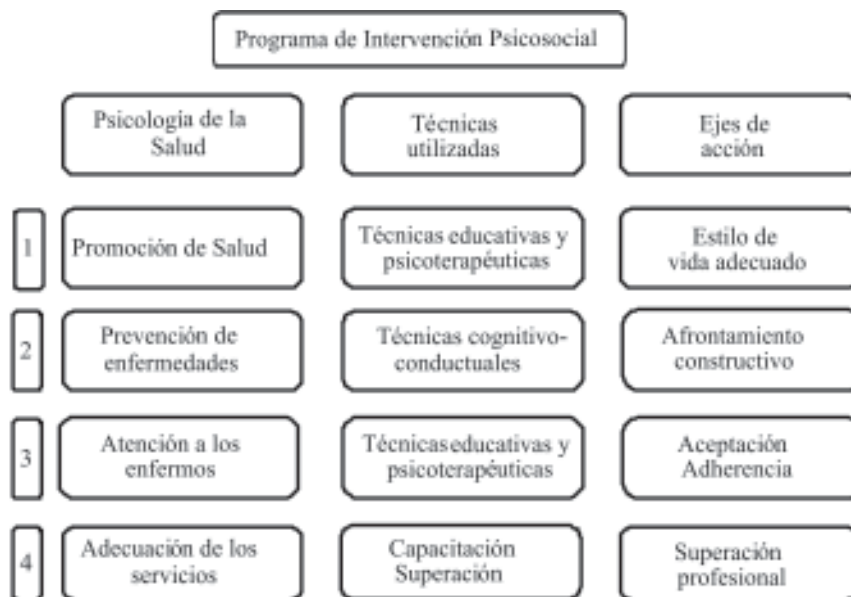 Programa de Intervención Psicosocial
Psicología de la
Salud
Técnicas
utilizadas
Ejes de
acción
1
Promoción de Salud
Técnicas educativas y
psicoterapéuticas
Estilo de
vida adecuado
2
Prevención de
enfermedades
Técnicas cognitivo-
conductuales
Afrontamiento
constructivo
3
Atención a los
enfermos
Técnicas educativas y
psicoterapéuticas
Aceptación
Adherencia
4
Adecuación de los
servicios
Capacitación
Superación
Superación
profesional